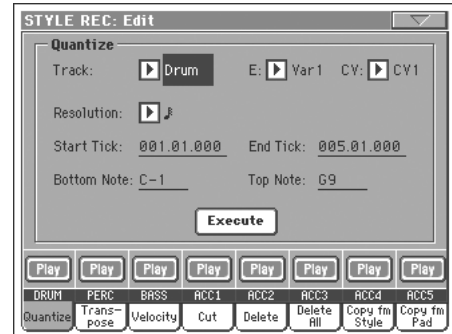 STYLE REC: Edit
Quantize
Track: Drum E: Var1 CV: CV1
Resolution:
Start Tick: 001.01.000 End Tick: 005.01.000
Bottom Note: C-1 Top Note: G9
Execute
Play Play Play Play Play Play Play Play
DRUM PERC BASS ACC1 ACC2 ACC3 ACC4 ACC5
Quantize Trans- Velocity Cut Delete Delete Copy fm Copy fm
pose All Style Pad